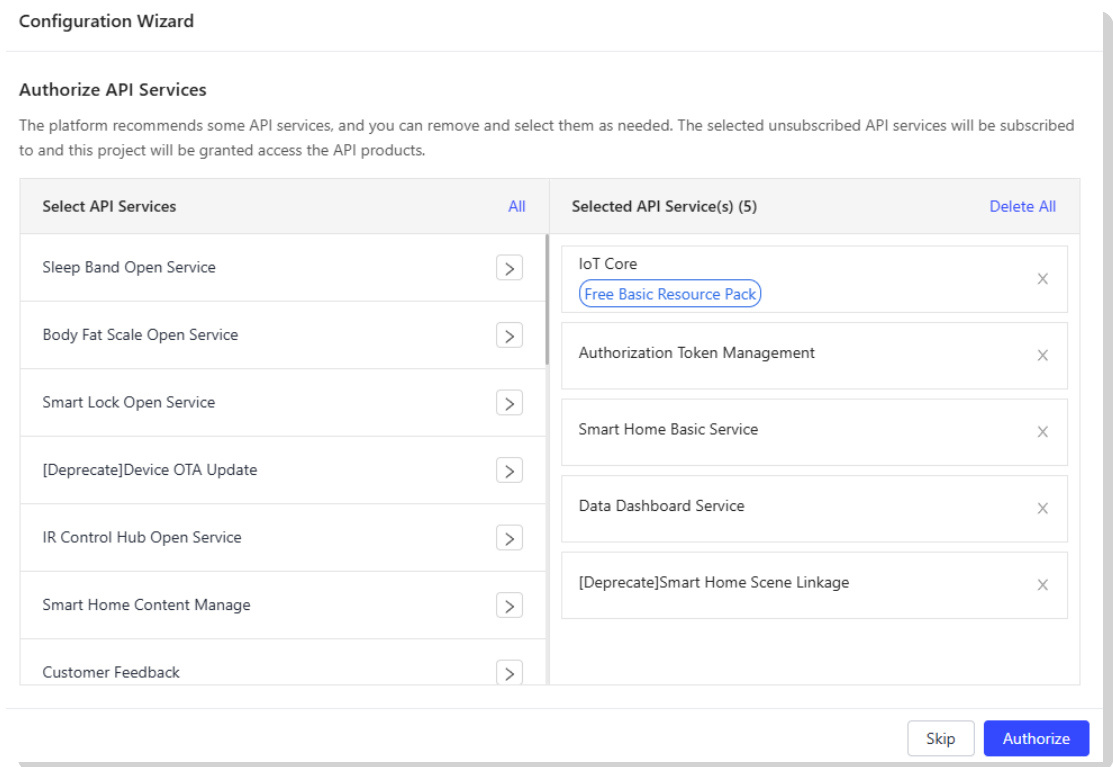 Configuration Wizard
Authorize API Services
The platform recommends some API services, and you can remove and select them as needed. The selected unsubscribed API services will be subscribed
to and this project will be granted access the API products.
Select API Services
All
Sleep Band Open Service
Body Fat Scale Open Service
Smart Lock Open Service
[Deprecate]Device OTA Update
IR Control Hub Open Service
Smart Home Content Manage
Customer Feedback
Selected API Service(s) (5)
Delete All
IoT Core
Free Basic Resource Pack
Authorization Token Management
Smart Home Basic Service
Data Dashboard Service
[Deprecate]Smart Home Scene Linkage
Skip
Authorize